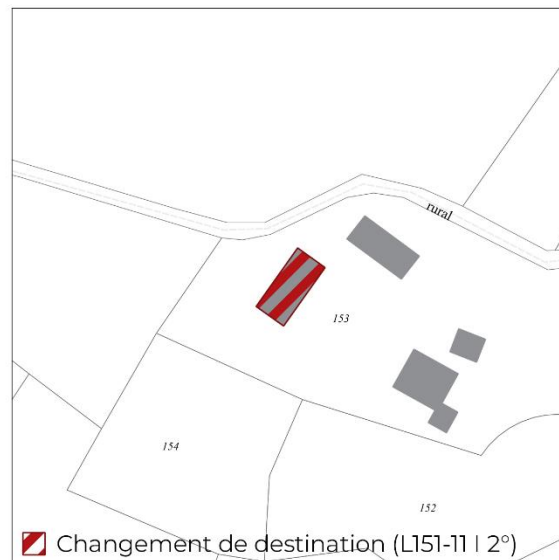 rural
153
154
152
Changement de destination (L151-11 I 2°)